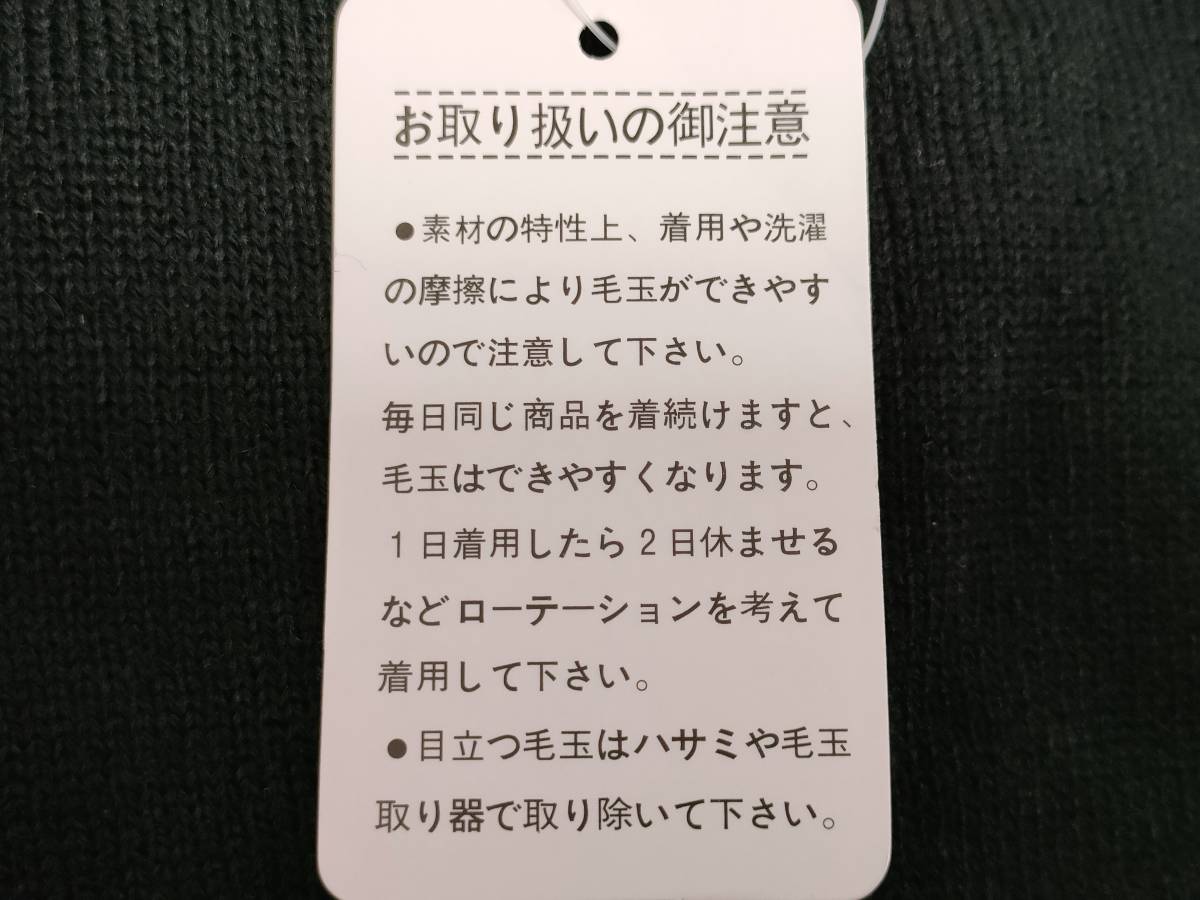 お取り扱いの御注意
●素材の特性上、着用や洗濯
の摩擦により毛玉ができやす
いので注意して下さい。
毎日同じ商品を着続けますと、
毛玉はできやすくなります。
1日着用したら2日休ませる
などローテーションを考えて
着用して下さい。
●目立つ毛玉はハサミや毛玉
取り器で取り除いて下さい。